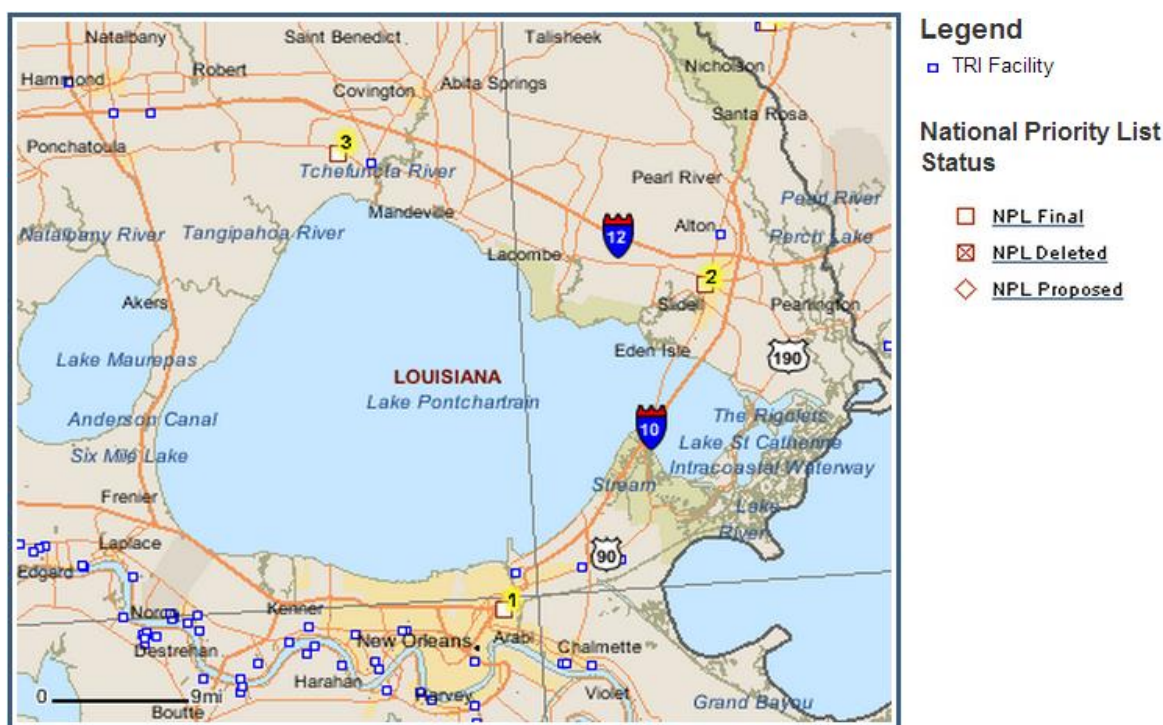 Natalbany
Saint Benedict
Talisheek
Legend
TRI Facility
Nicholson
Hammond
Robert
Abita Springs
Covington
Santa Rosa
National Priority List
Status
3
Ponchatoula
Tchefuncta River
Pearl River
Pearl River
Mandeville
NPL Final
Natalbany River
Tangipahoa River
12
Alton
Perch Lake
NPL Deleted
Lacombe
2
NPL Proposed
Akers
Slidell
Pearlington
Eden Isle
190
Lake Maurepas
LOUISIANA
Lake Pontchartrain
Anderson Canal
10
The Rigolets
Lake St Catherine
Six Mile Lake
Intracoastal Waterway
Stream
Frenier
Lake
River
Laplace
90
Edgard
1
Norco
Kenner
New Orleans
Arabi
Chalmette
Destrehan
Harahan
Harvey
Violet
0
9mi
Grand Bayou
Boutte